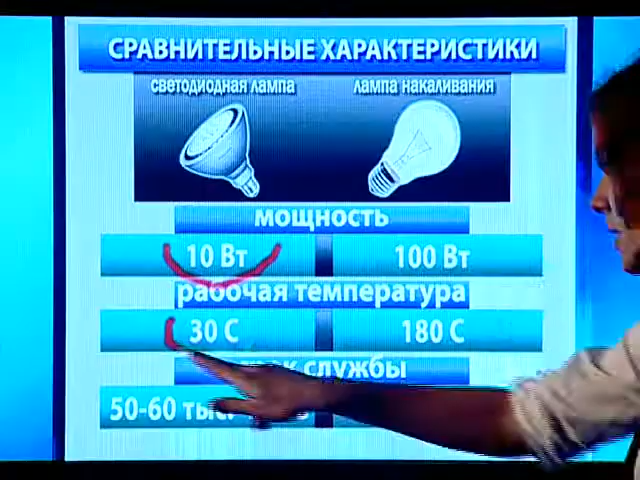 СРАВНИТЕЛЬНЫЕ ХАРАКТЕРИСТИКИ
светодиодная лампа лампа накаливания
мощность
10 Вт 100 Вт
рабочая температура
30 С 180 С
службы
50-60